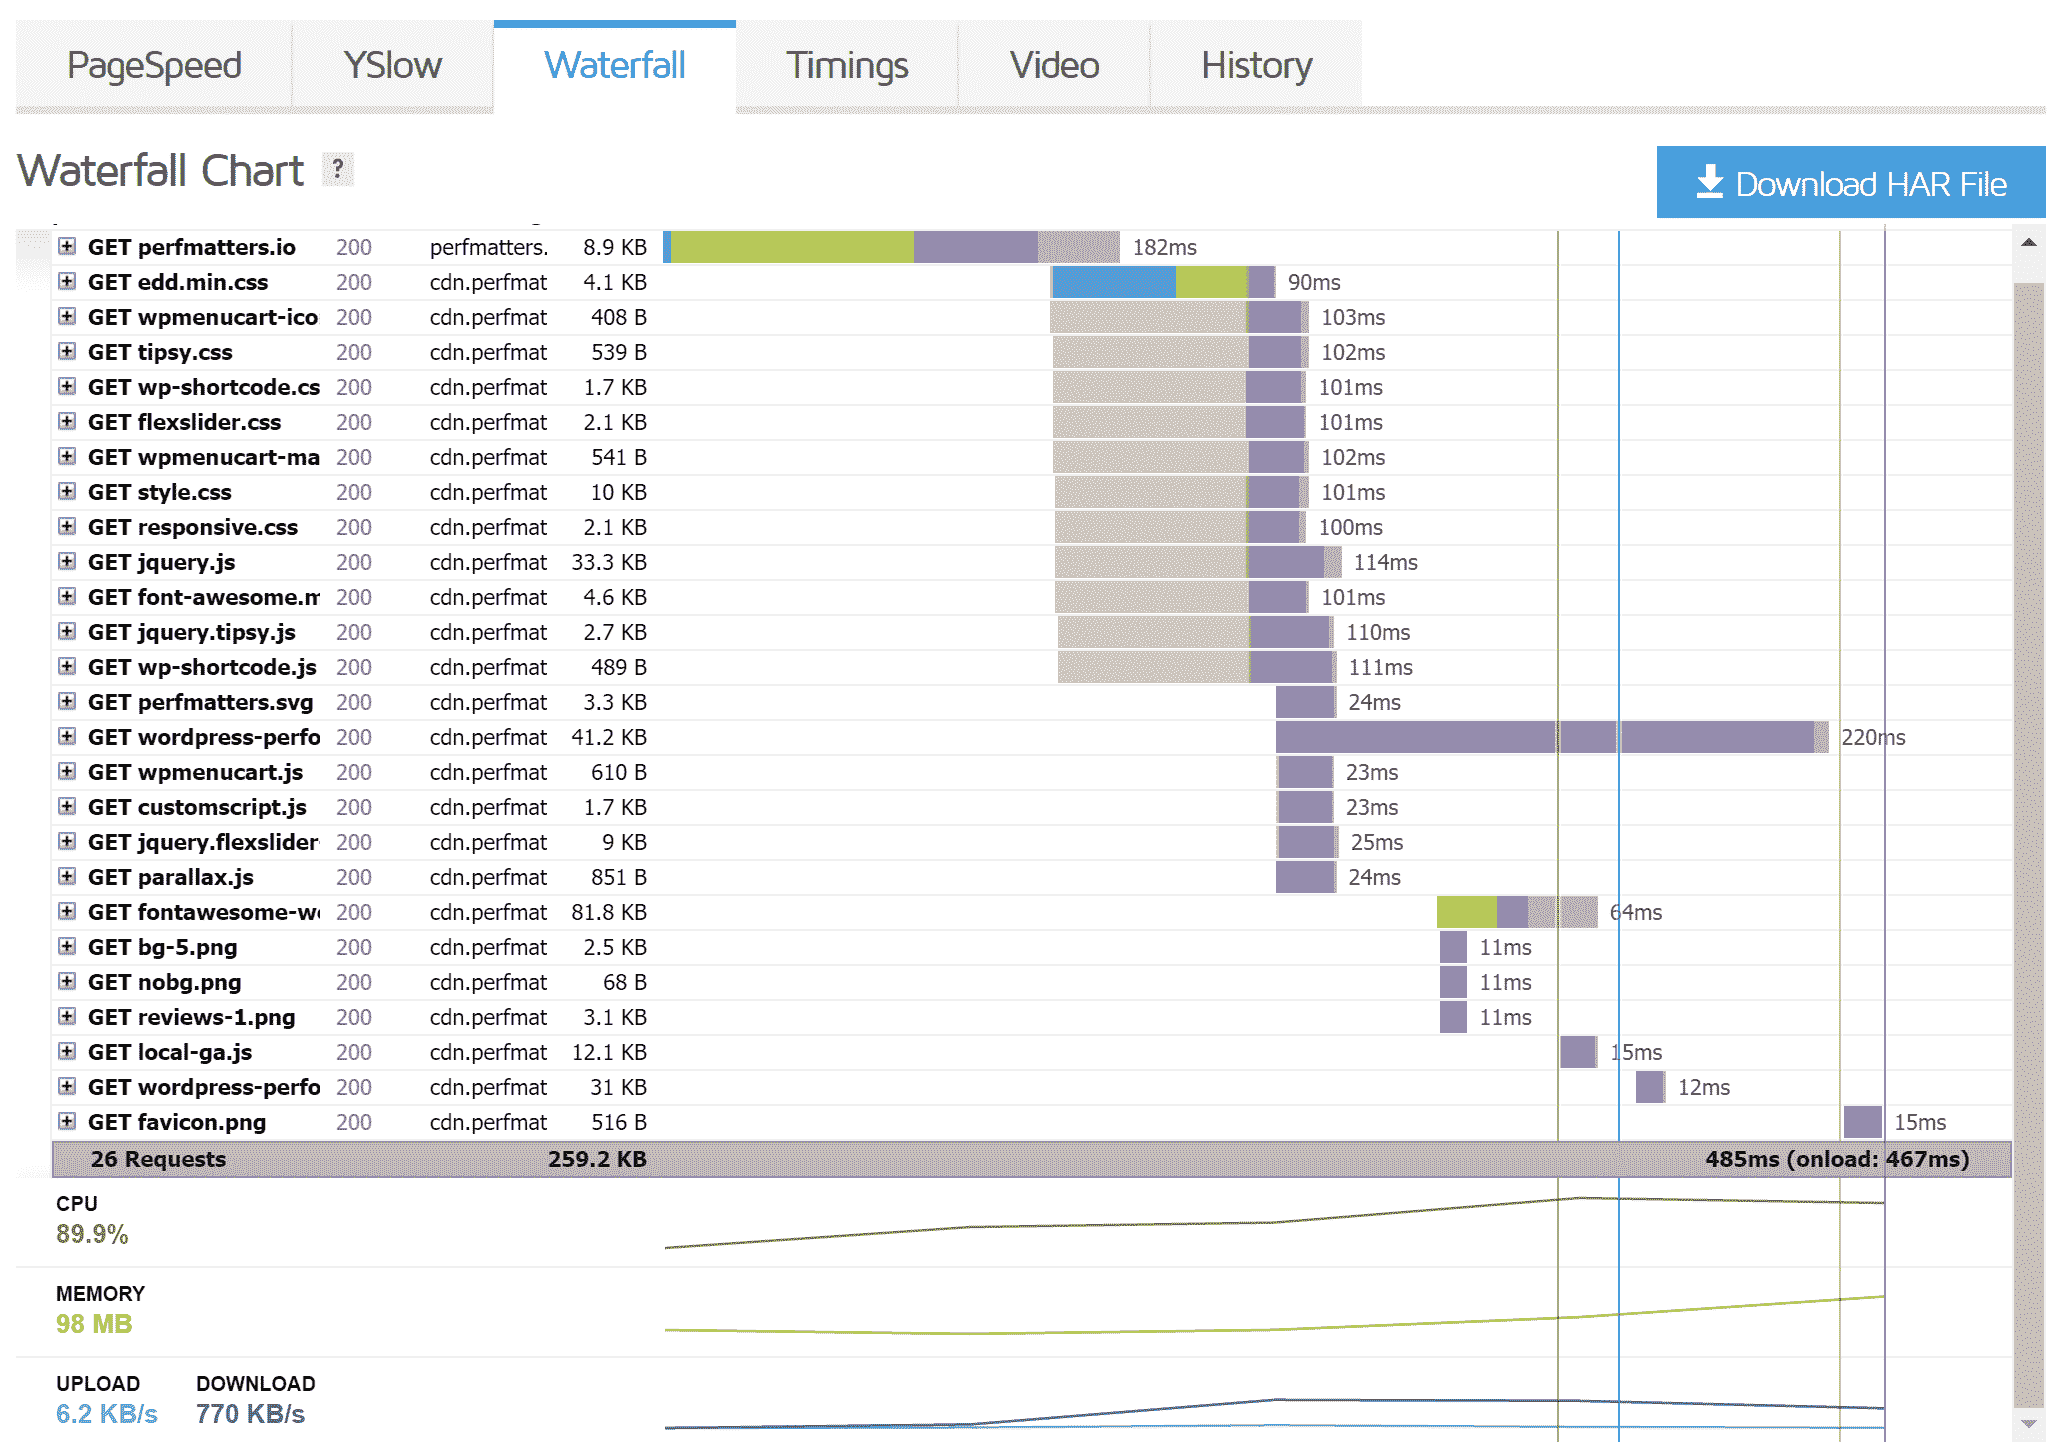 PageSpeed YSlow Waterfall Timings Video History
Waterfall Chart ?
Download HAR File
GET perfmatters.io 200 perfmatters. 8.9 KB 182ms
GET edd.min.css 200 cdn.perfmat 4.1 KB 90ms
GET wpmenucart-ico 200 cdn.perfmat 408 B 103ms
GET tipsy.css 200 cdn.perfmat 539 B 102ms
GET wp-shortcode.cs 200 cdn.perfmat 1.7 KB 101ms
GET flexslider.css 200 cdn.perfmat 2.1 KB 101ms
GET wpmenucart-ma 200 cdn.perfmat 541 B 102ms
GET style.css 200 cdn.perfmat 10 KB 101ms
GET responsive.css 200 cdn.perfmat 2.1 KB 100ms
GET jquery.js 200 cdn.perfmat 33.3 KB 114ms
GET font-awesome.m 200 cdn.perfmat 4.6 KB 101ms
GET jquery.tipsy.js 200 cdn.perfmat 2.7 KB 110ms
GET wp-shortcode.js 200 cdn.perfmat 489 B 111ms
GET perfmatters.svg 200 cdn.perfmat 3.3 KB 24ms
GET wordpress-perfo 200 cdn.perfmat 41.2 KB 220ms
GET wpmenucart.js 200 cdn.perfmat 610 B 23ms
GET customscript.js 200 cdn.perfmat 1.7 KB 23ms
GET jquery.flexslider- 200 cdn.perfmat 9 KB 25ms
GET parallax.js 200 cdn.perfmat 851 B 24ms
GET fontawesome-we 200 cdn.perfmat 81.8 KB 64ms
GET bg-5.png 200 cdn.perfmat 2.5 KB 11ms
GET nobg.png 200 cdn.perfmat 68 B 11ms
GET reviews-1.png 200 cdn.perfmat 3.1 KB 11ms
GET local-ga.js 200 cdn.perfmat 12.1 KB 15ms
GET wordpress-perfo 200 cdn.perfmat 31 KB 12ms
GET favicon.png 200 cdn.perfmat 516 B 15ms
26 Requests 259.2 KB 485ms (onload: 467ms)
CPU
89.9%
MEMORY
98 MB
UPLOAD DOWNLOAD
6.2 KB/s 770 KB/s